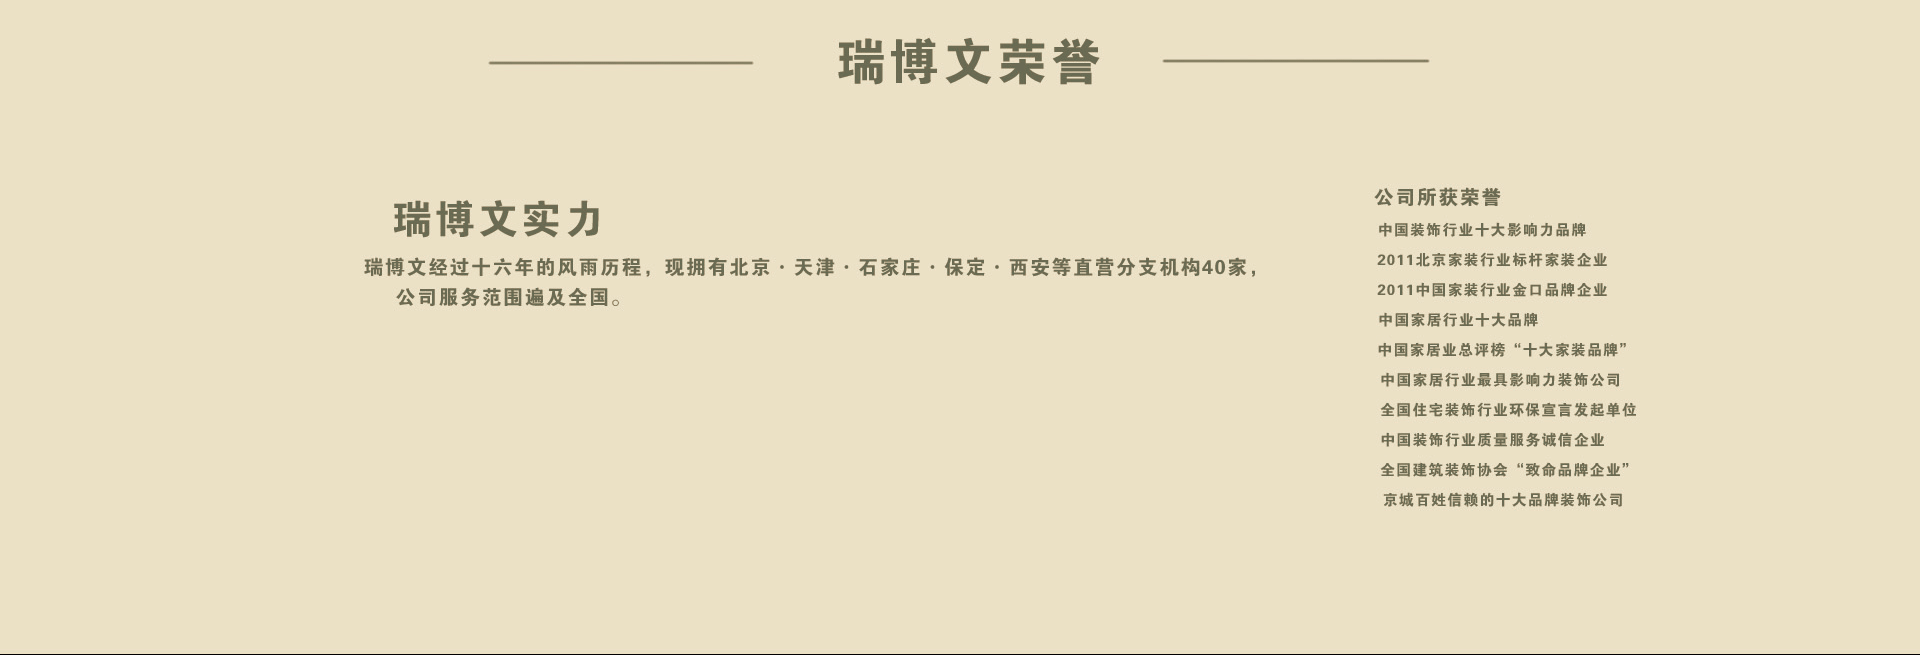 瑞博文荣誉
瑞博文实力
瑞博文经过十六年的风雨历程，现拥有北京·天津·石家庄·保定·西安等直营分支机构40家，
公司服务范围遍及全国。
公司所获荣誉
中国装饰行业十大影响力品牌
2011北京家装行业标杆家装企业
2011中国家装行业金口品牌企业
中国家居行业十大品牌
中国家居业总评榜“十大家装品牌”
中国家居行业最具影响力装饰公司
全国住宅装饰行业环保宣言发起单位
中国装饰行业质量服务诚信企业
全国建筑装饰协会“致命品牌企业”
京城百姓信赖的十大品牌装饰公司